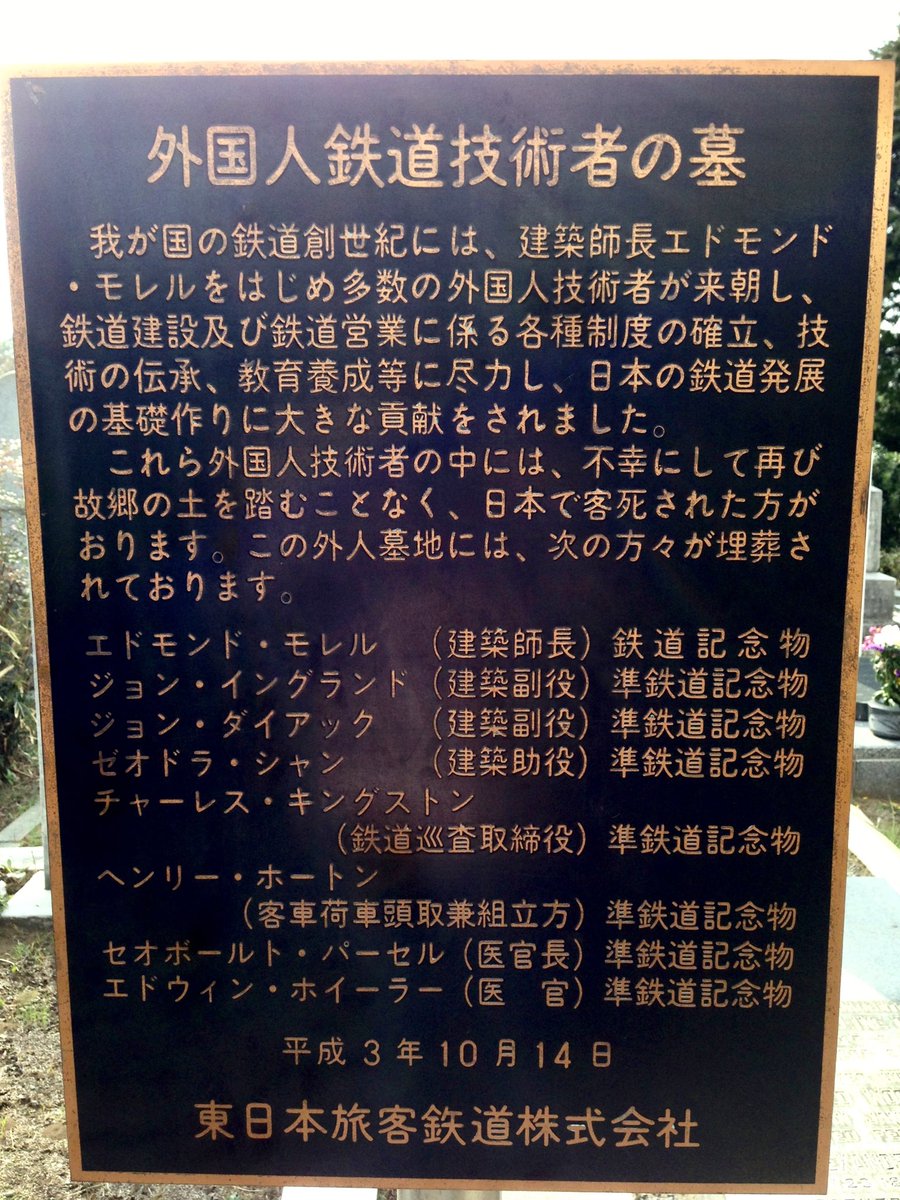 外国人鉄道技術者の墓
我が国の鉄道創世紀には、建築師長エドモンド
・モレルをはじめ多数の外国人技術者が来朝し、
鉄道建設及び鉄道営業に係る各種制度の確立、技
術の伝承、教育養成等に尽力し、日本の鉄道発展
の基礎作りに大きな貢献をされました。
これら外国人技術者の中には、不幸にして再び
故郷の土を踏むことなく、日本で客死された方が
おります。この外人墓地には、次の方々が埋葬さ
れております。
エドモンド・モレル （建築師長） 鉄道記念物
ジョン・イングランド （建築副役） 準鉄道記念物
ジョン・ダイアック （建築副役） 準鉄道記念物
ゼオドラ・シャン （建築助役） 準鉄道記念物
チャーレス・キングストン
（鉄道巡査取締役） 準鉄道記念物
ヘンリー・ホートン
（客車荷車頭取兼組立方） 準鉄道記念物
セオボールト・パーセル （医官長） 準鉄道記念物
エドウィン・ホイーラー （医　官） 準鉄道記念物
平成3年10月14日
東日本旅客鉄道株式会社